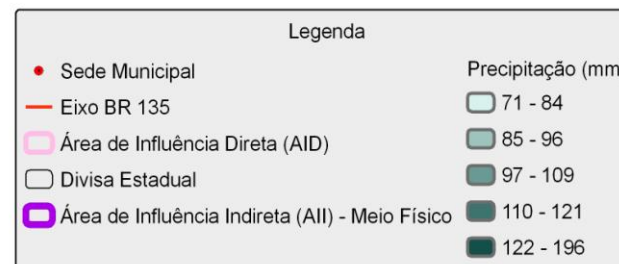 Legenda
Sede Municipal
Eixo BR 135
Área de Influência Direta (AID)
Divisa Estadual
Área de Influência Indireta (AII) - Meio Físico
Precipitação (mm
71 - 84
85 - 96
97 - 109
110 - 121
122 - 196